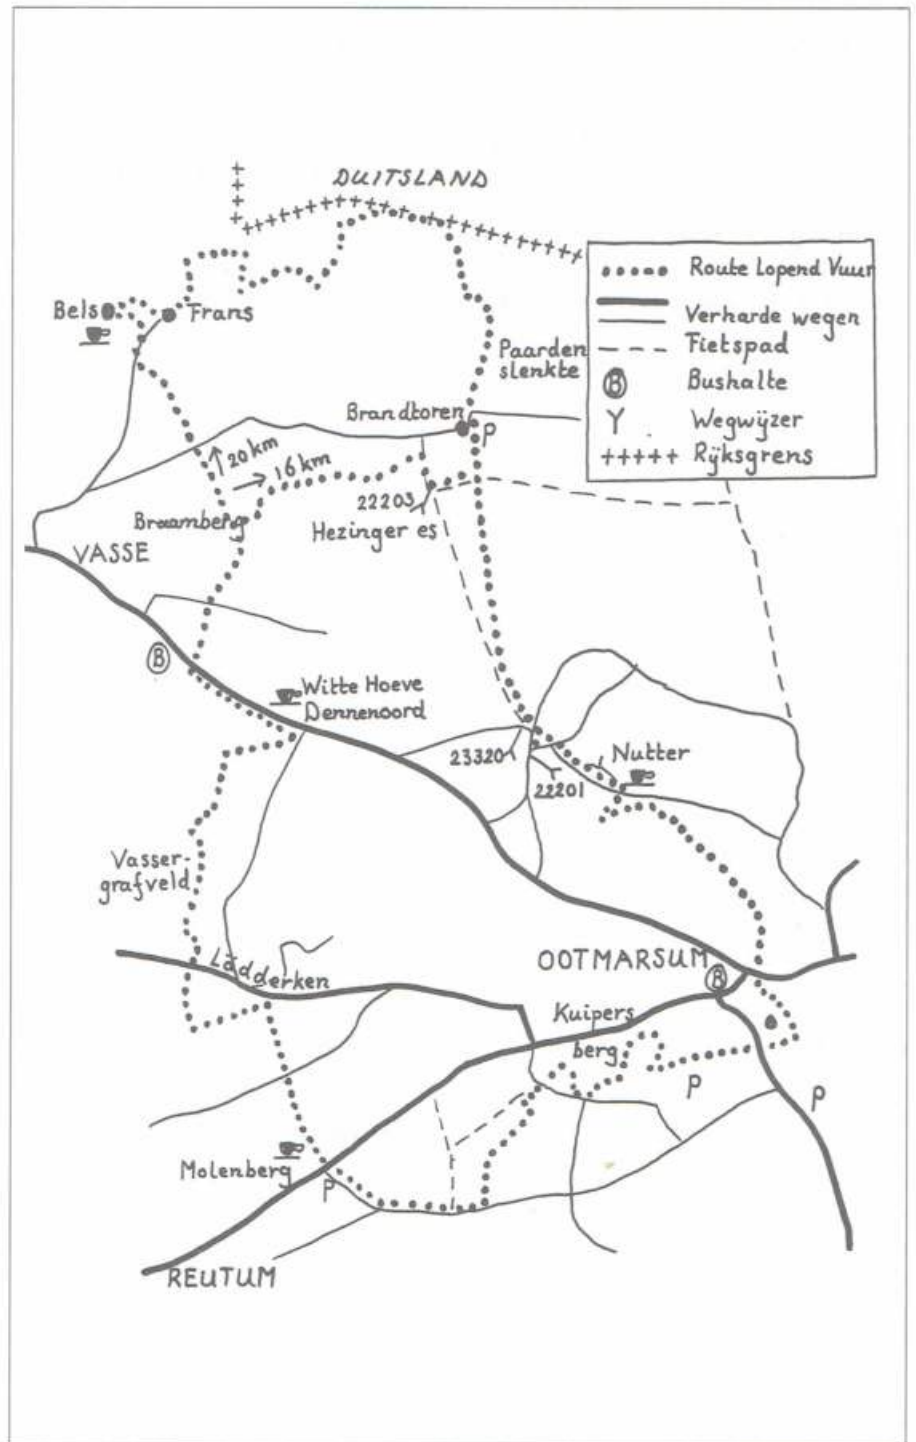 DUITSLAND
Route Lopend Vuur
Verharde wegen
Fietspad
B Bushalte
Wegwijzer
+++++ Rijksgrens
Bels
Frans
Paarden
slenkte
Brandtoren
P
20 km
16 km
22203
Hezinger es
Braamberg
VASSE
B
Witte Hoeve
Dennenoord
23320
Nutter
22201
Vasser-
grafveld
Lödderken
OOTMARSUM
B
Kuipers
berg
P
P
Molenberg
P
REUTUM